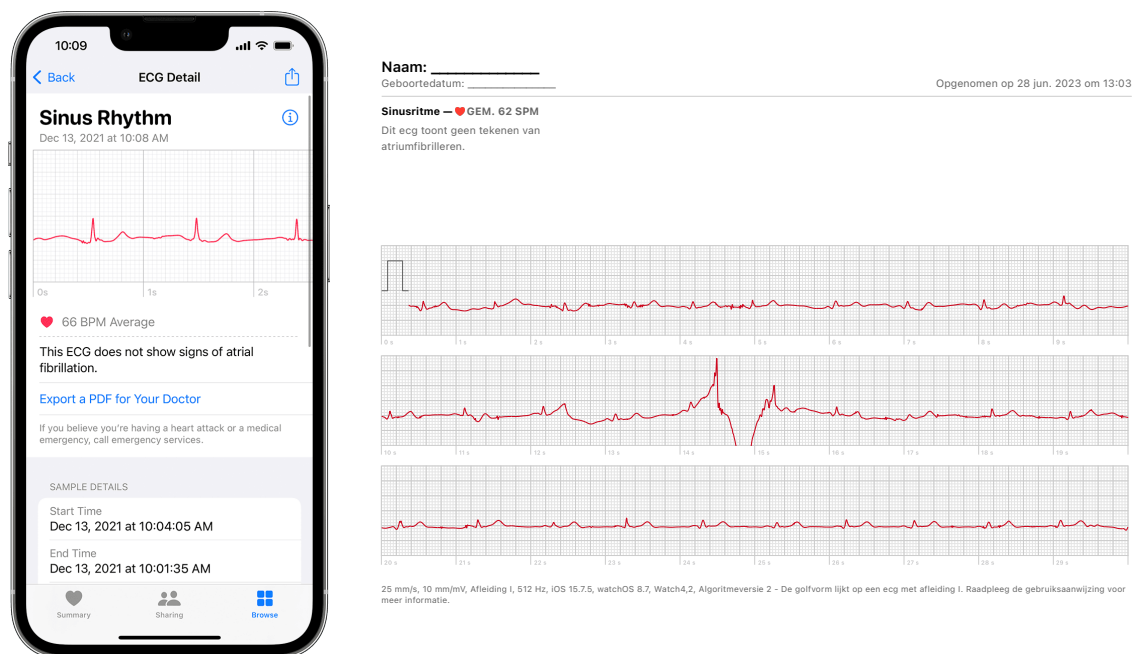 10:09
Back
ECG Detail
Sinus Rhythm
Dec 13, 2021 at 10:08 AM
0s
1s
2s
66 BPM Average
This ECG does not show signs of atrial
fibrillation.
Export a PDF for Your Doctor
If you believe you're having a heart attack or a medical
emergency, call emergency services.
SAMPLE DETAILS
Start Time
Dec 13, 2021 at 10:04:05 AM
End Time
Dec 13, 2021 at 10:01:35 AM
Summary
Sharing
Browse
Naam: _____________
Geboortedatum: _______________
Opgenomen op 28 jun. 2023 om 13:03
Sinusritme — ❤GEM. 62 SPM
Dit ecg toont geen tekenen van
atriumfibrilleren.
0 s 1 s 2 s 3 s 4 s 5 s 6 s 7 s 8 s 9 s
10 s 11 s 12 s 13 s 14 s 15 s 16 s 17 s 18 s 19 s
20 s 21 s 22 s 23 s 24 s 25 s 26 s 27 s 28 s 29 s
25 mm/s, 10 mm/mV, Afleiding I, 512 Hz, iOS 15.7.5, watchOS 8.7, Watch4,2, Algoritmeversie 2 - De golfvorm lijkt op een ecg met afleiding I. Raadpleeg de gebruiksaanwijzing voor
meer informatie.